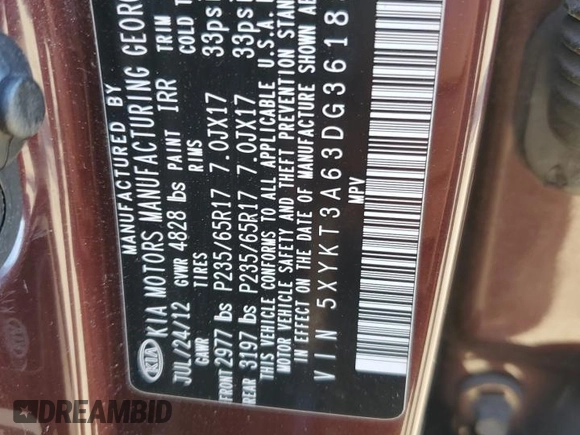 MANUFACTURED BY
KIA MOTORS MANUFACTURING GEORG
JUL/24/12 GVWR 4828 lbs PAINT IRR TRIM
GAWR TIRES RIMS COLD T
FRONT 2977 lbs P235/65R17 7.0JX17 33psi
REAR 3197 lbs P235/65R17 7.0JX17 33psi
THIS VEHICLE CONFORMS TO ALL APPLICABLE U.S.A.
MOTOR VEHICLE SAFETY AND THEFT PREVENTION STAN
IN EFFECT ON THE DATE OF MANUFACTURE SHOWN AB
VIN 5XYKT3A63DG3618
MPV
KIA
DREAMBID